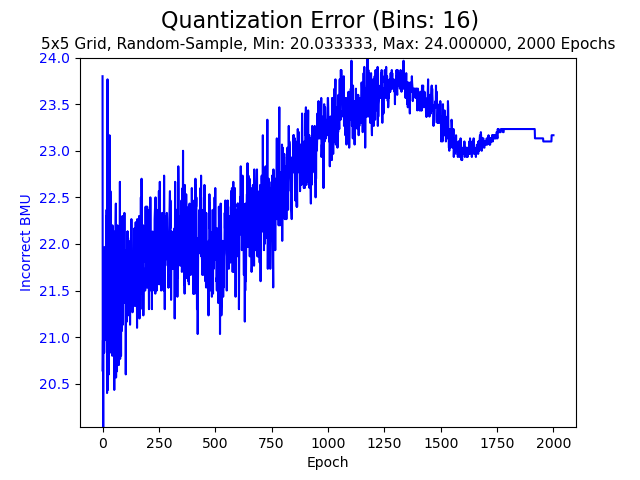 Quantization Error (Bins: 16)
5x5 Grid, Random-Sample, Min: 20.033333, Max: 24.000000, 2000 Epochs
24.0
23.5
23.0
22.5
22.0
21.5
21.0
20.5
Incorrect BMU
0 250 500 750 1000 1250 1500 1750 2000
Epoch